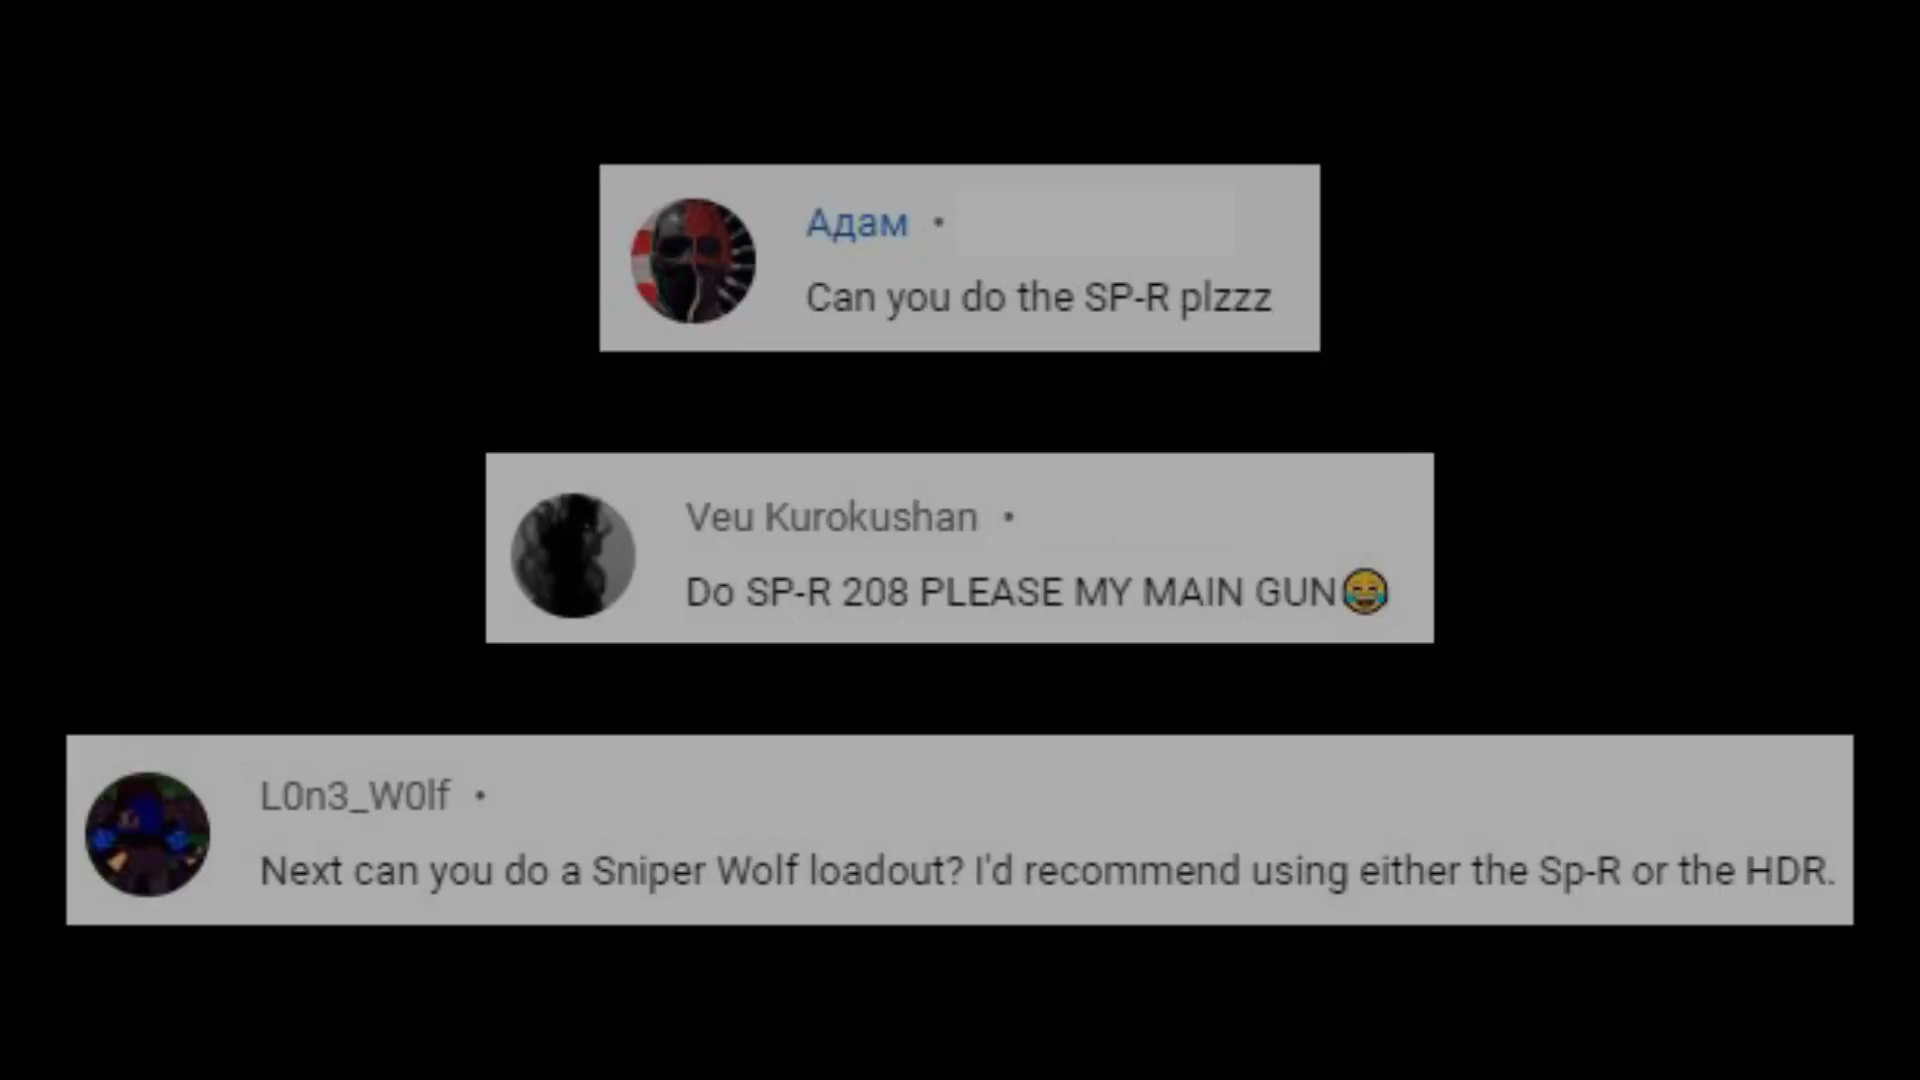 Адам •
Can you do the SP-R plzzz
Veu Kurokushan •
Do SP-R 208 PLEASE MY MAIN GUN😂
L0n3_W0lf •
Next can you do a Sniper Wolf loadout? I'd recommend using either the Sp-R or the HDR.